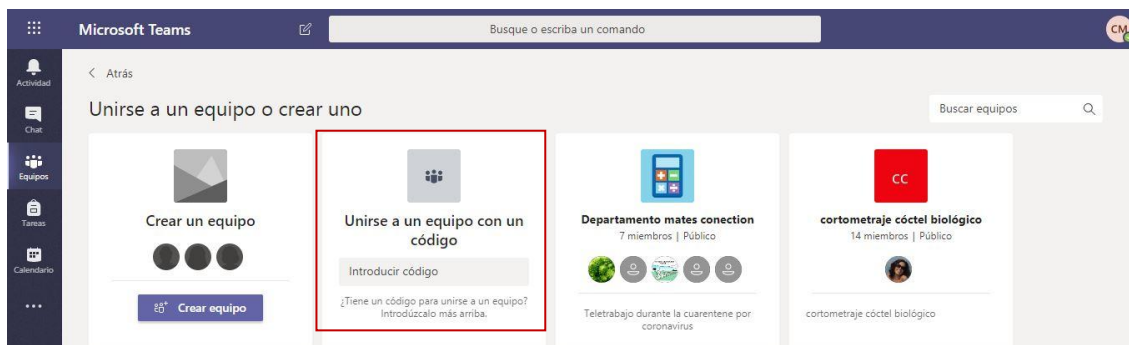 Microsoft Teams
Busque o escriba un comando
CM
Actividad
Chat
Equipos
Tareas
Calendario
Atrás
Unirse a un equipo o crear uno
Buscar equipos
Crear un equipo
Crear equipo
Unirse a un equipo con un
código
Introducir código
¿Tiene un código para unirse a un equipo?
Introdúzcalo más arriba.
Departamento mates conection
7 miembros | Público
Teletrabajo durante la cuarentene por
coronavirus
CC
cortometraje cóctel biológico
14 miembros | Público
cortometraje cóctel biológico